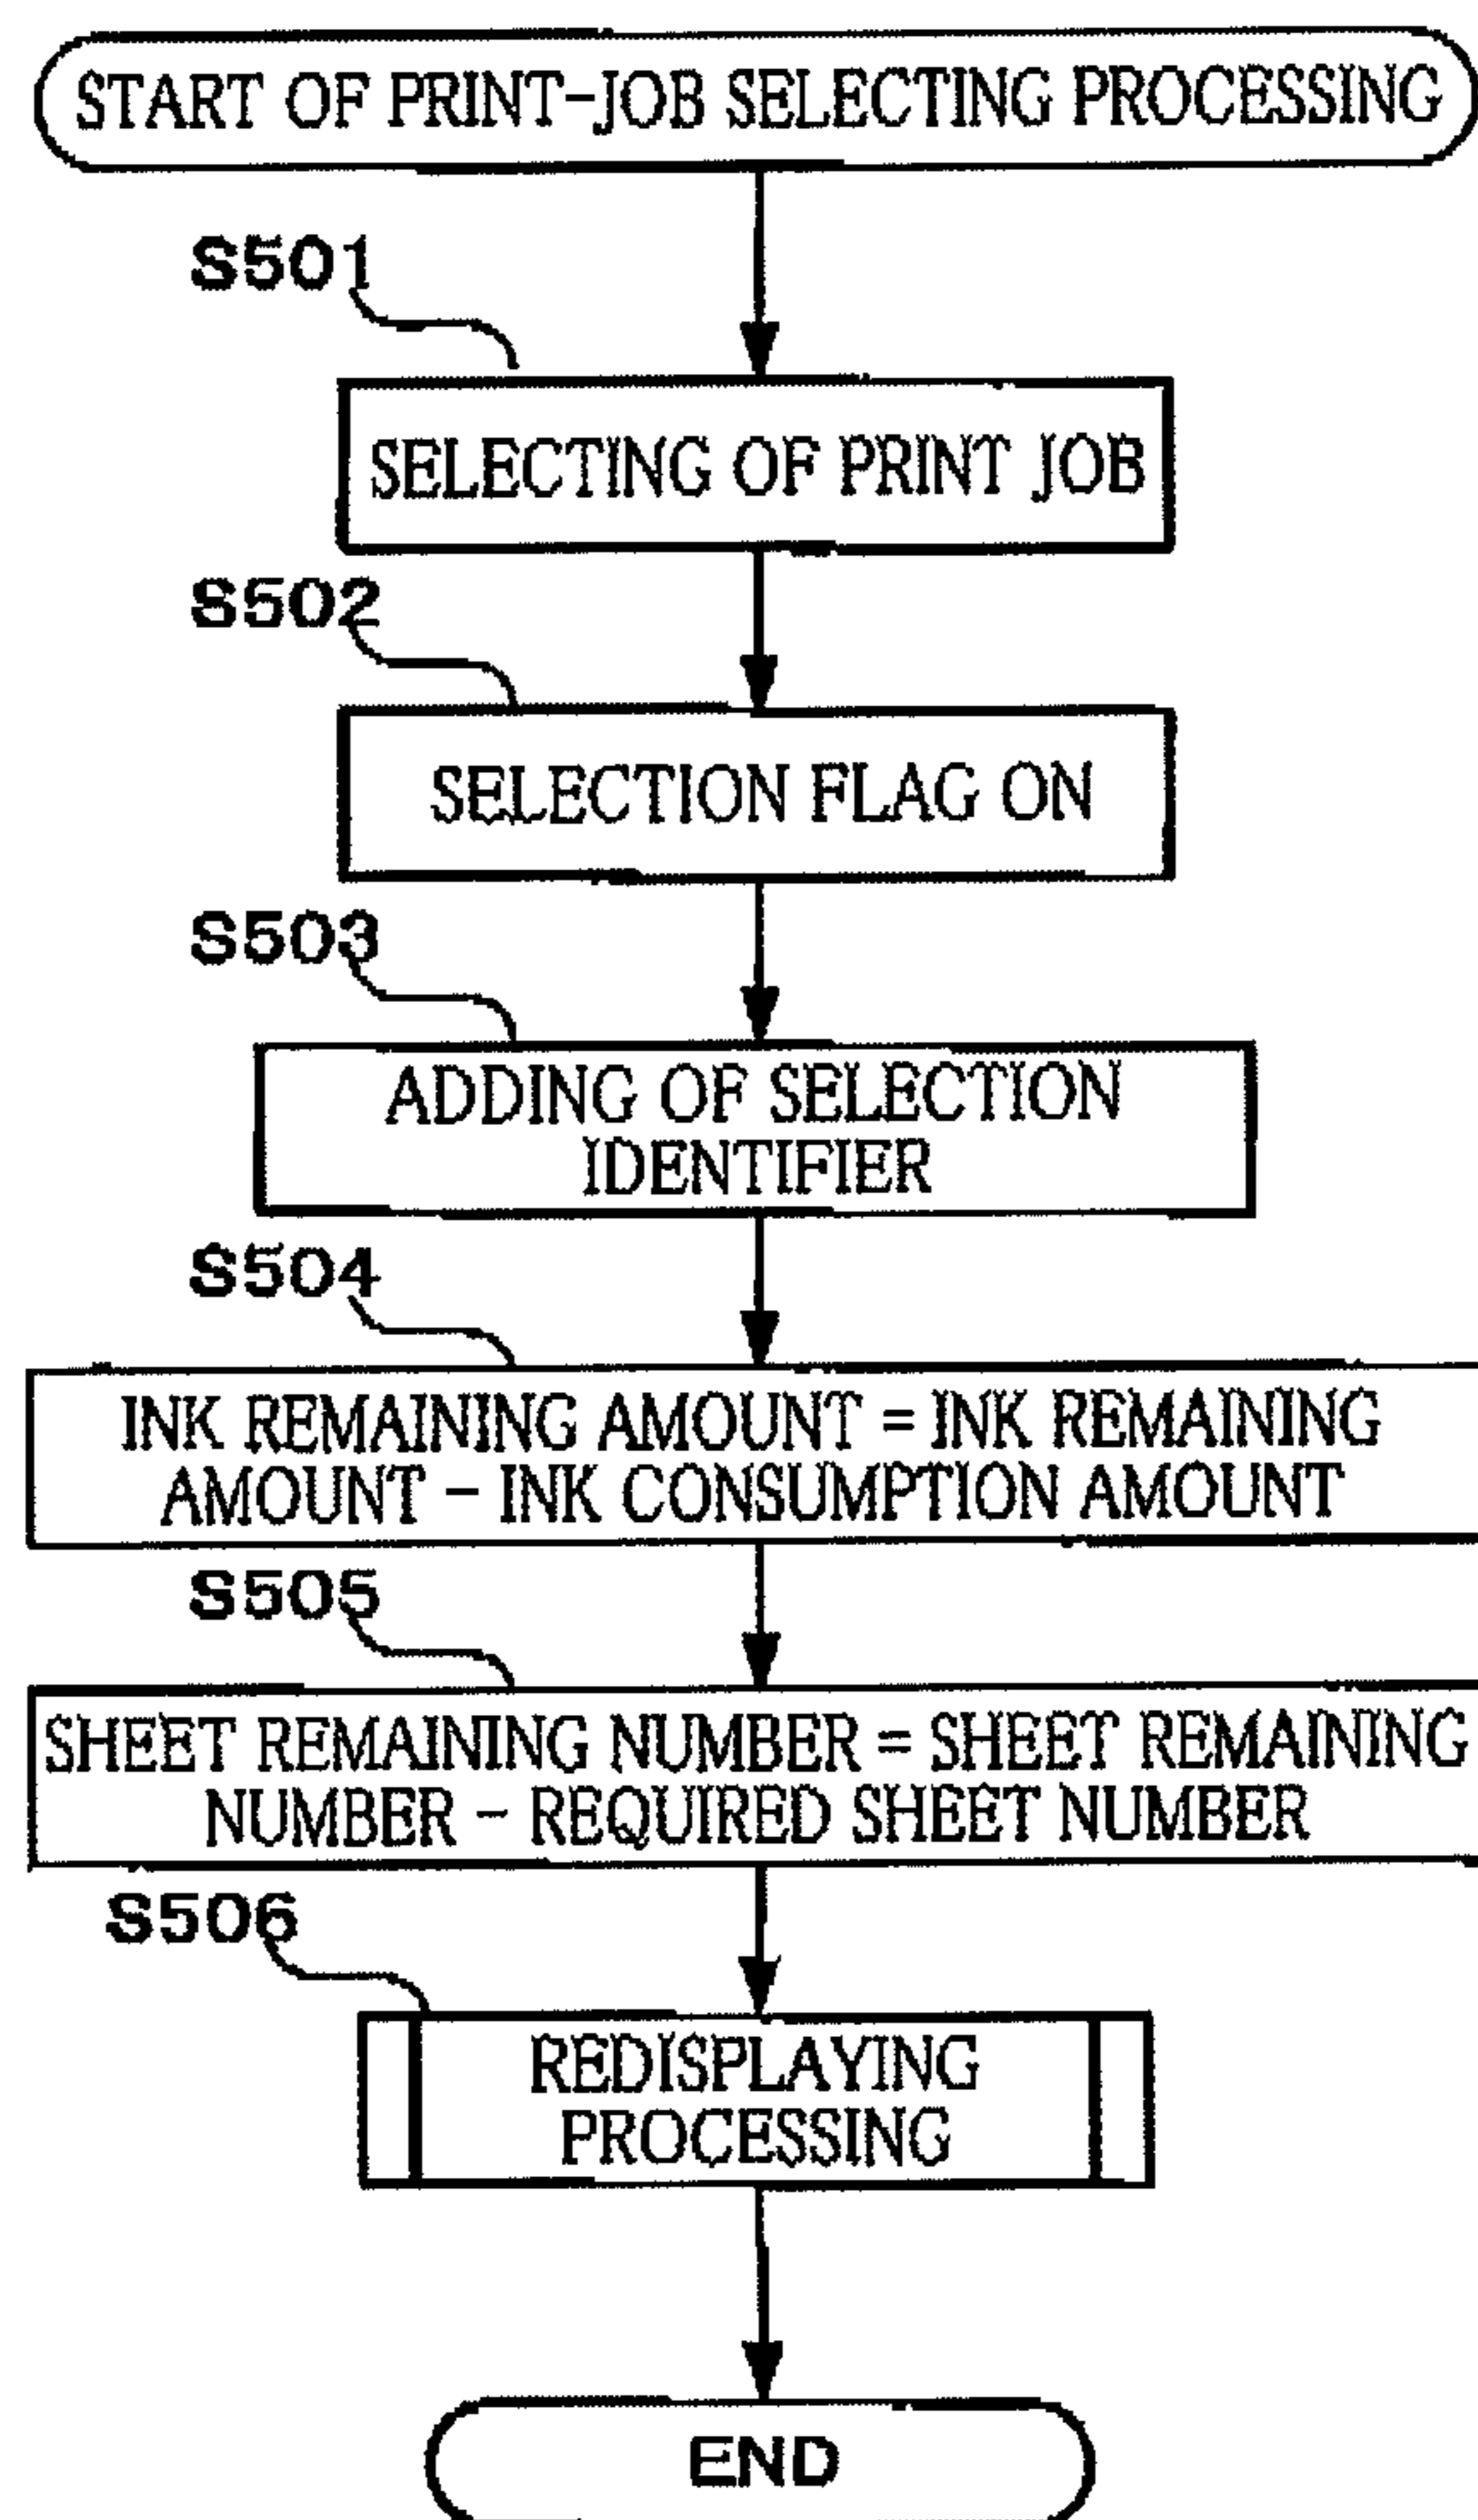 START OF PRINT-JOB SELECTING PROCESSING
S501
SELECTING OF PRINT JOB
S502
SELECTION FLAG ON
S503
ADDING OF SELECTION
IDENTIFIER
S504
INK REMAINING AMOUNT = INK REMAINING
AMOUNT - INK CONSUMPTION AMOUNT
S505
SHEET REMAINING NUMBER = SHEET REMAINING
NUMBER - REQUIRED SHEET NUMBER
S506
REDISPLAYING
PROCESSING
END